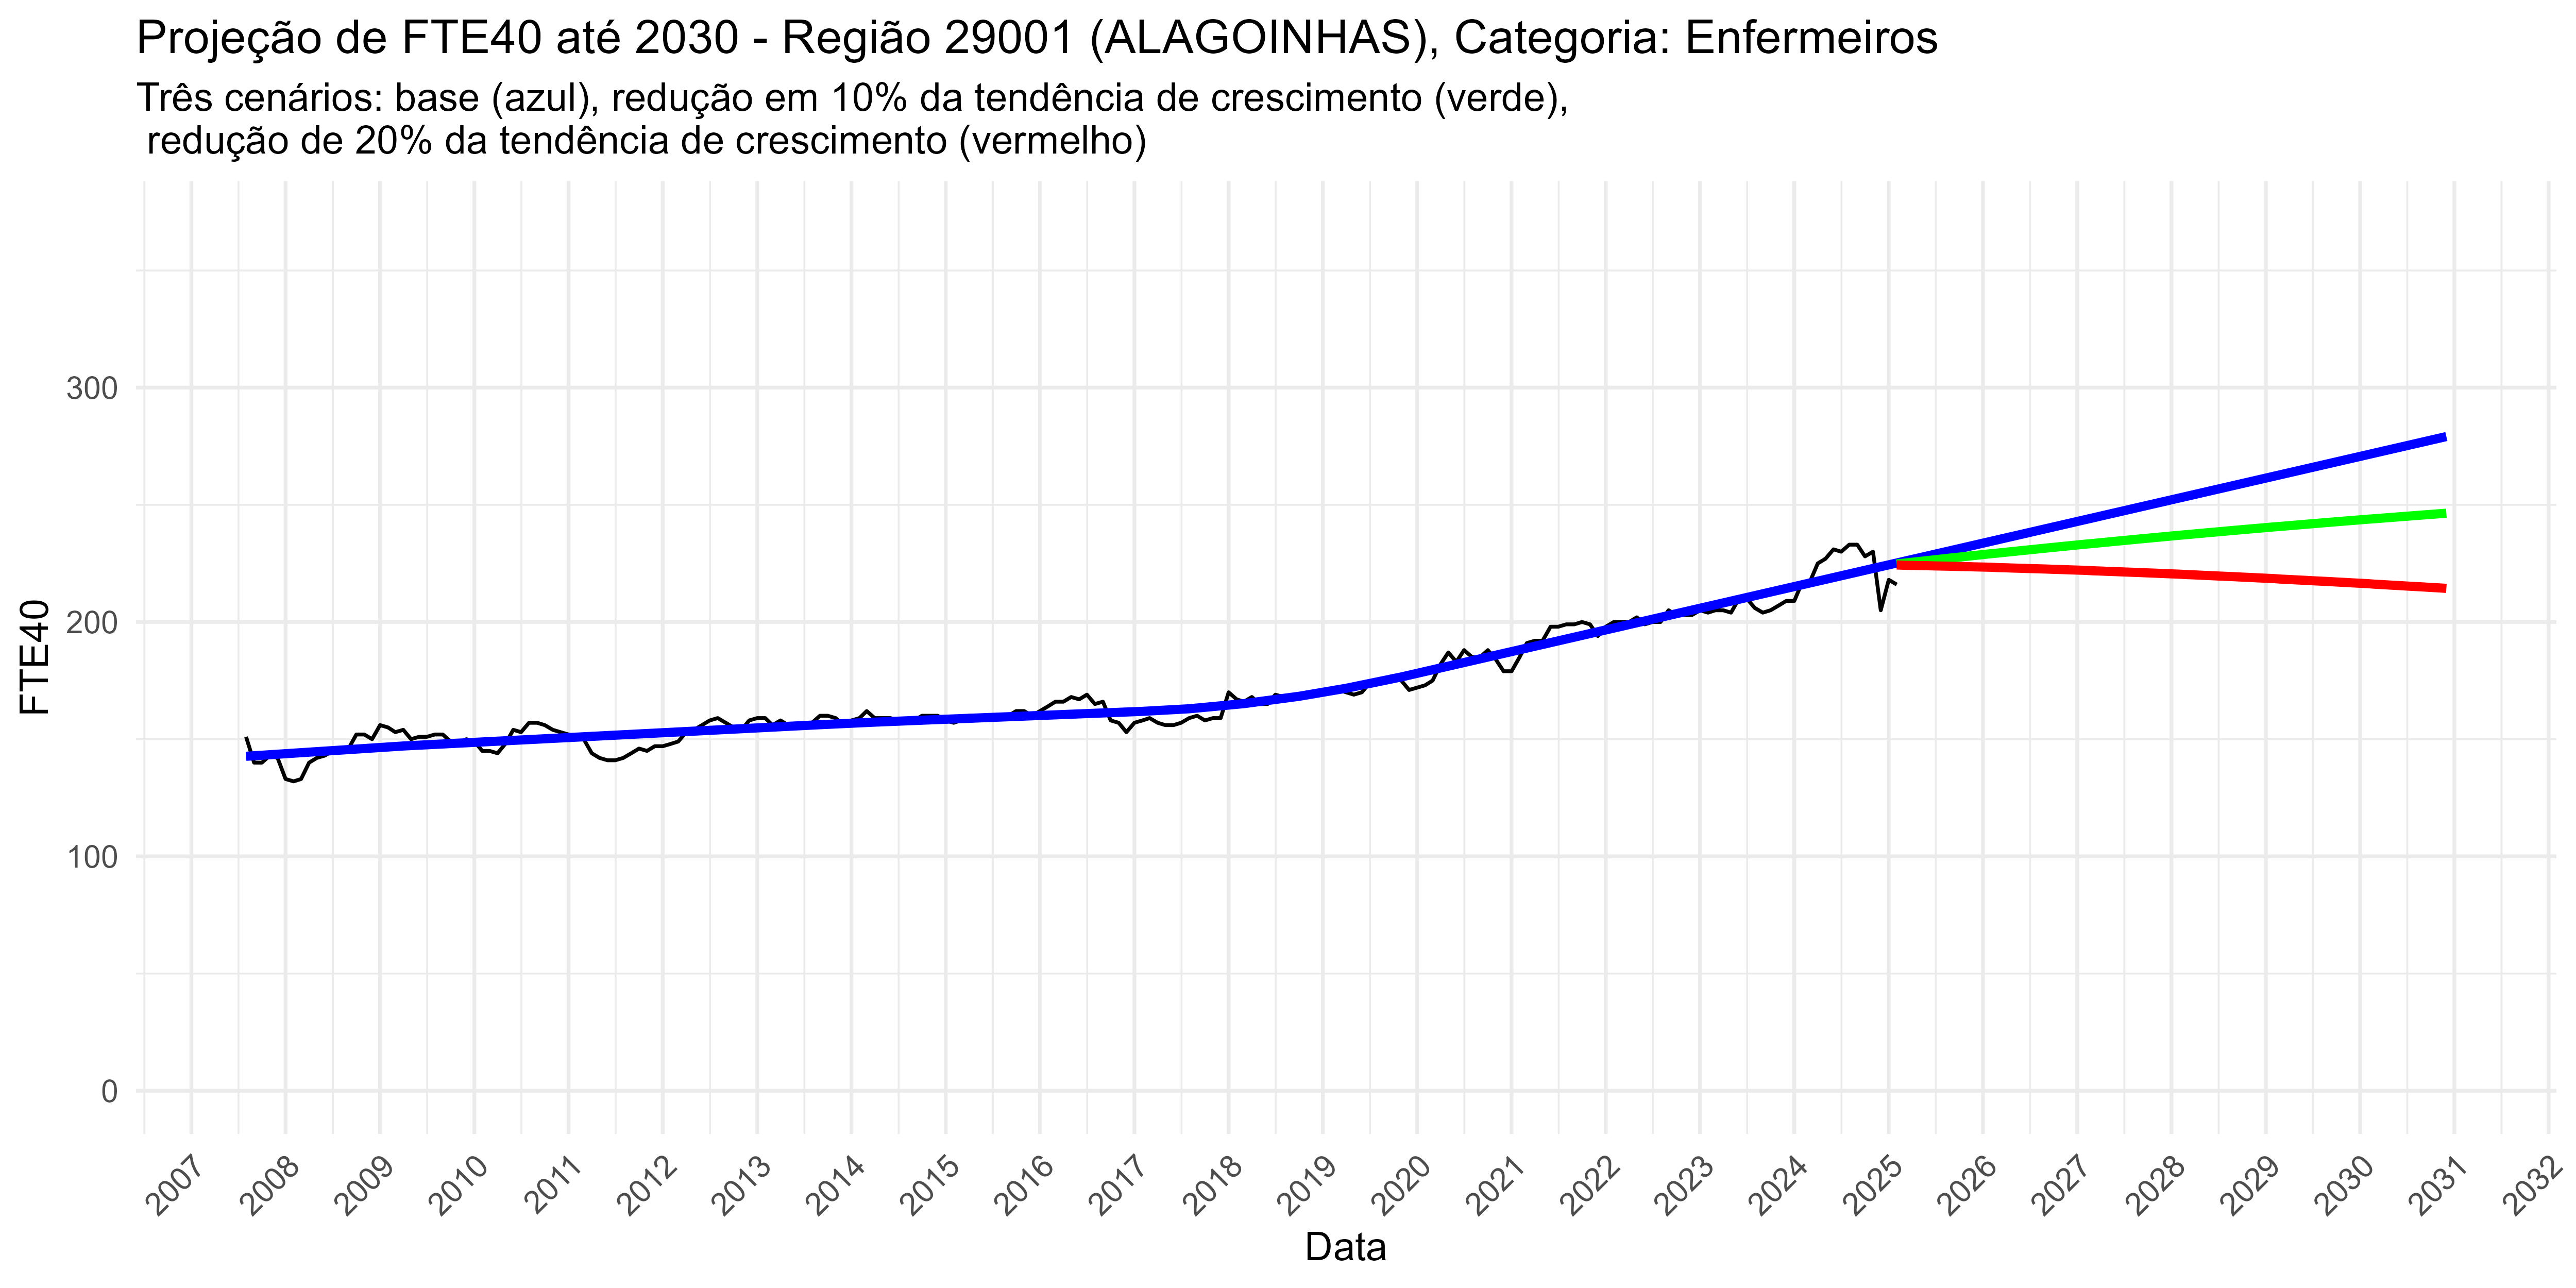 Projeção de FTE40 até 2030 - Região 29001 (ALAGOINHAS), Categoria: Enfermeiros
Três cenários: base (azul), redução em 10% da tendência de crescimento (verde),
redução de 20% da tendência de crescimento (vermelho)
FTE40
300
200
100
0
2007 2008 2009 2010 2011 2012 2013 2014 2015 2016 2017 2018 2019 2020 2021 2022 2023 2024 2025 2026 2027 2028 2029 2030 2031 2032
Data